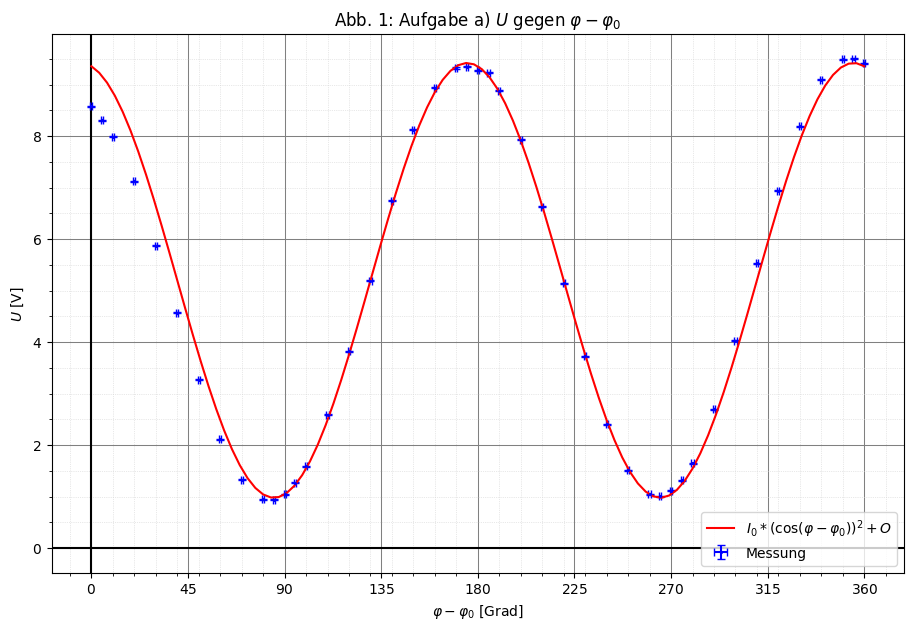 Abb. 1: Aufgabe a) U gegen φ − φ₀
U [V]
8
6
4
2
0
0 45 90 135 180 225 270 315 360
φ − φ₀ [Grad]
I₀ * (cos(φ − φ₀))² + O
Messung